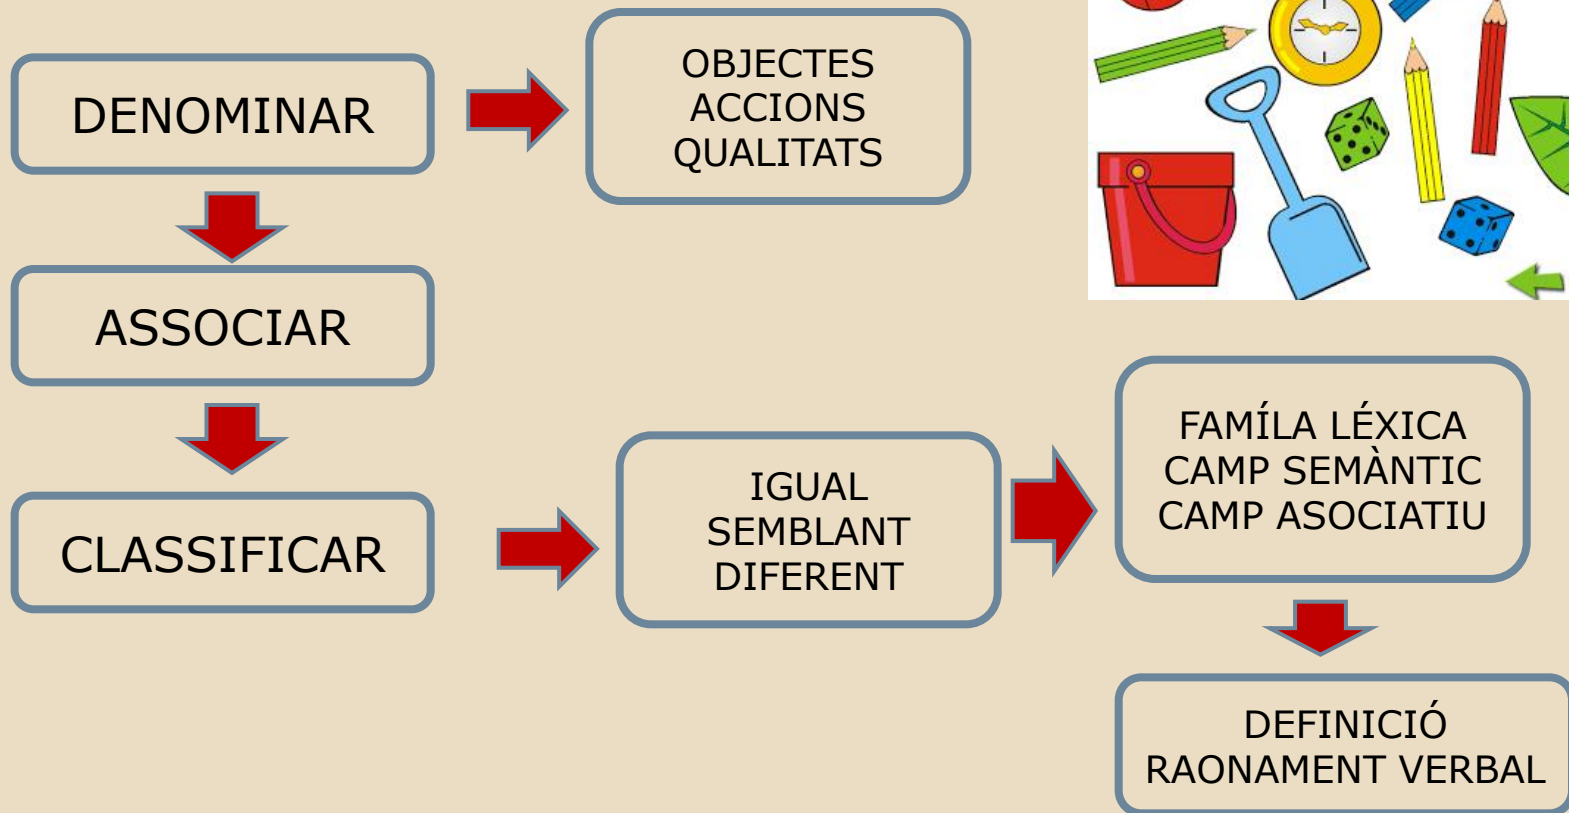 DENOMINAR
OBJECTES
ACCIONS
QUALITATS
ASSOCIAR
CLASSIFICAR
IGUAL
SEMBLANT
DIFERENT
FAMÍLA LÉXICA
CAMP SEMÀNTIC
CAMP ASOCIATIU
DEFINICIÓ
RAONAMENT VERBAL